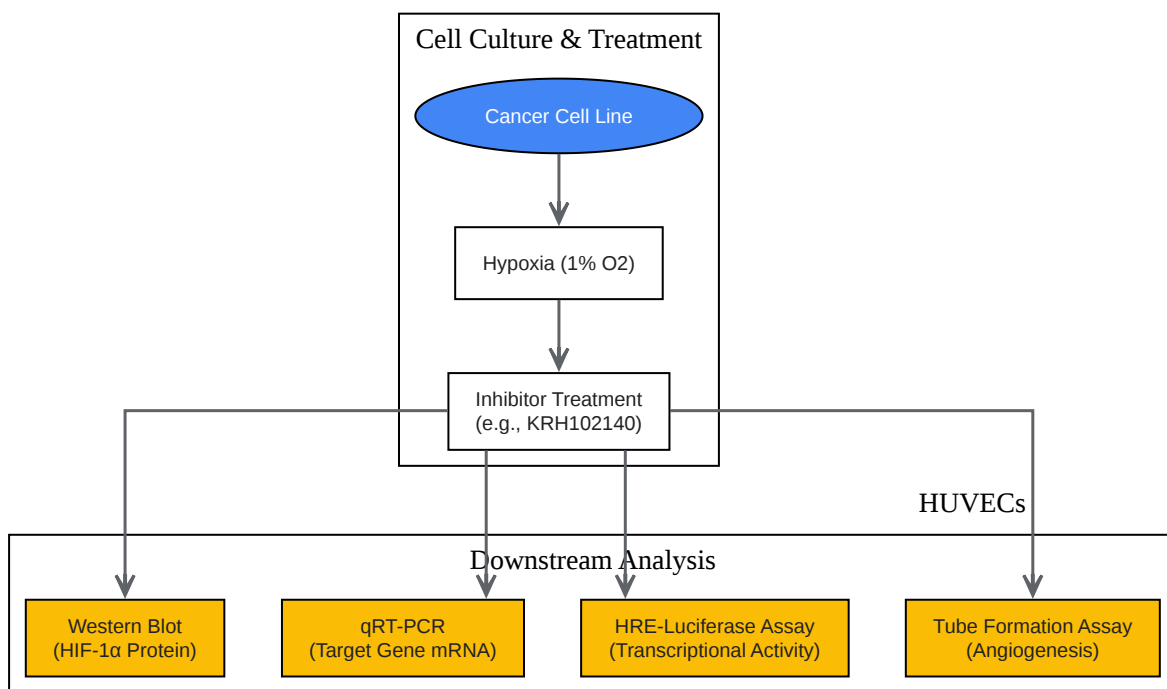 Cell Culture & Treatment
Cancer Cell Line
Hypoxia (1% O2)
Inhibitor Treatment
(e.g., KRH102140)
HUVECs
Downstream Analysis
Western Blot
(HIF-1α Protein)
qRT-PCR
(Target Gene mRNA)
HRE-Luciferase Assay
(Transcriptional Activity)
Tube Formation Assay
(Angiogenesis)